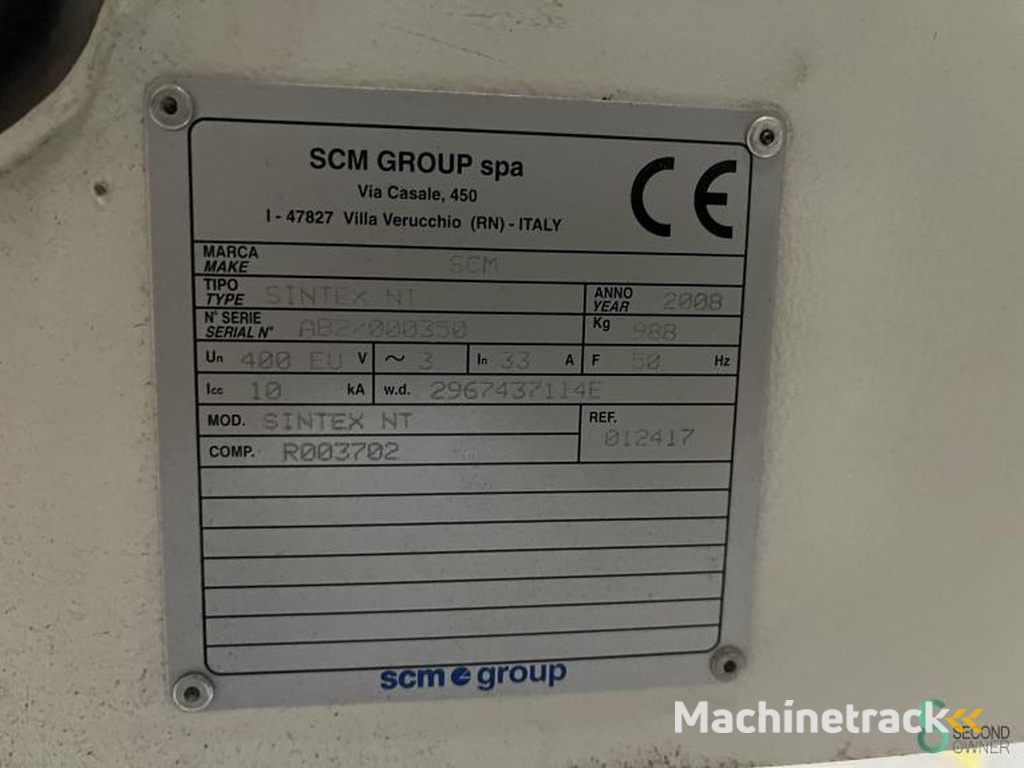 SCM GROUP spa
Via Casale, 450
I - 47827 Villa Verucchio (RN) - ITALY
CE
MARCA
MAKE SCM
TIPO
TYPE SINTEX NT
ANNO
YEAR 2008
N° SERIE
SERIAL N° AB2/000350
Kg 988
Un 400 EU V ~ 3 In 33 A F 50 Hz
Icc 10 kA w.d. 2967437114E
MOD. SINTEX NT
REF. 012417
COMP. R003702
scm group
Machinetrack
SECOND
OWNER